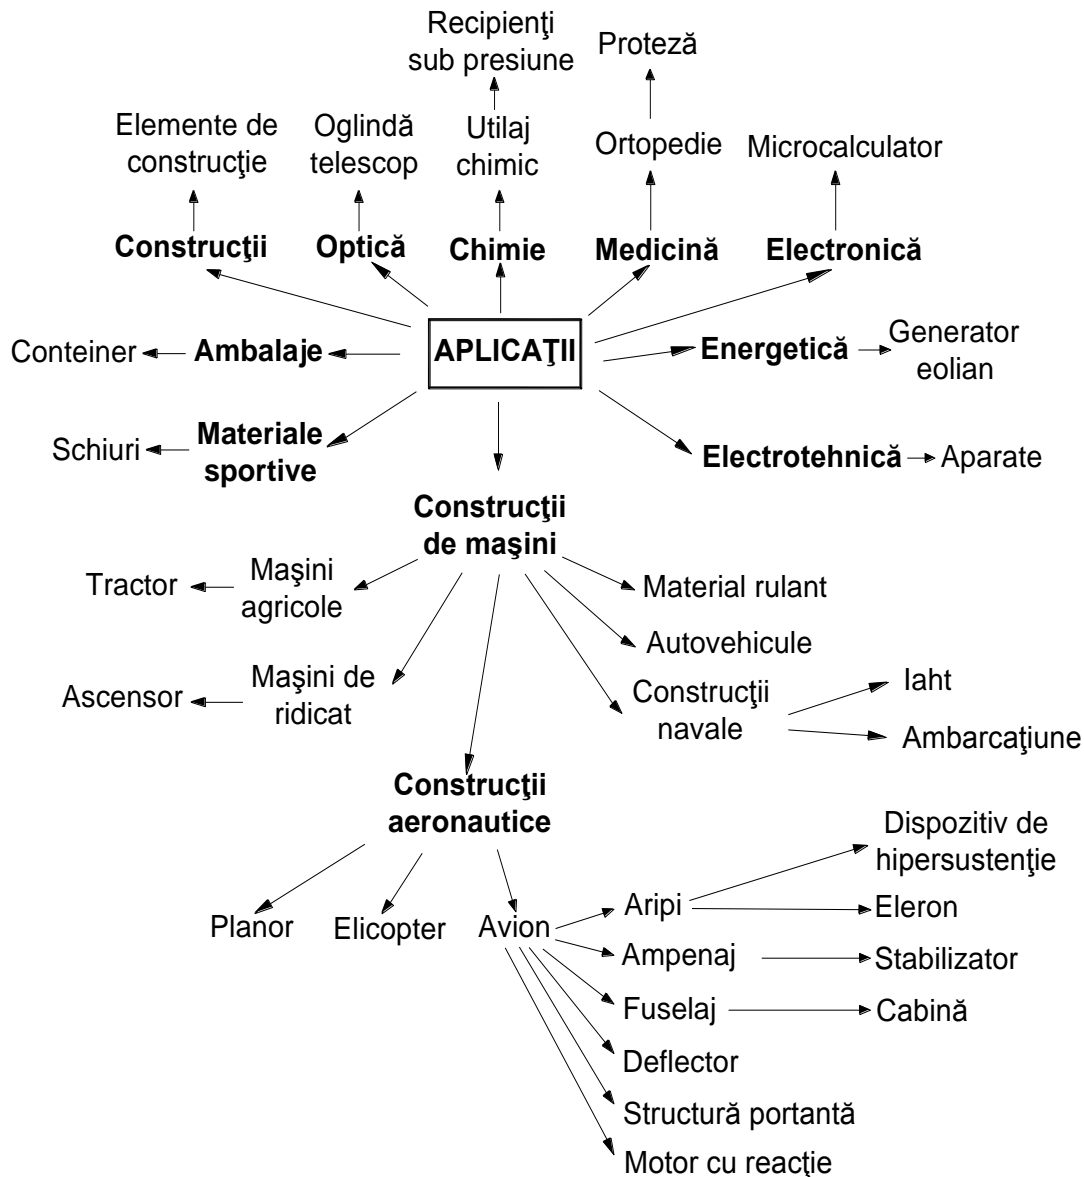 Recipienţi
sub presiune
Proteză
Elemente de
construcţie
Oglindă
telescop
Utilaj
chimic
Ortopedie
Microcalculator
Construcţii
Optică
Chimie
Medicină
Electronică
Conteiner
Ambalaje
APLICAŢII
Energetică
Generator
eolian
Schiuri
Materiale
sportive
Electrotehnică
Aparate
Construcţii
de maşini
Tractor
Maşini
agricole
Material rulant
Autovehicule
Ascensor
Maşini de
ridicat
Construcţii
navale
Iaht
Ambarcaţiune
Construcţii
aeronautice
Dispozitiv de
hipersustenţie
Planor
Elicopter
Avion
Aripi
Eleron
Ampenaj
Stabilizator
Fuselaj
Cabină
Deflector
Structură portantă
Motor cu reacţie